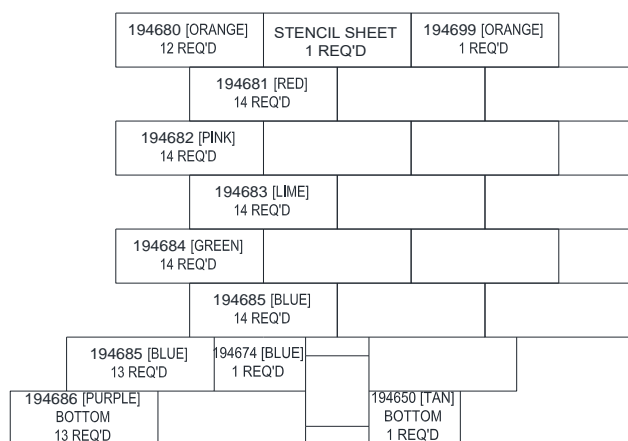 194680 [ORANGE]
12 REQ'D
STENCIL SHEET
1 REQ'D
194699 [ORANGE]
1 REQ'D
194681 [RED]
14 REQ'D
194682 [PINK]
14 REQ'D
194683 [LIME]
14 REQ'D
194684 [GREEN]
14 REQ'D
194685 [BLUE]
14 REQ'D
194685 [BLUE]
13 REQ'D
194674 [BLUE]
1 REQ'D
194686 [PURPLE]
BOTTOM
13 REQ'D
194650 [TAN]
BOTTOM
1 REQ'D